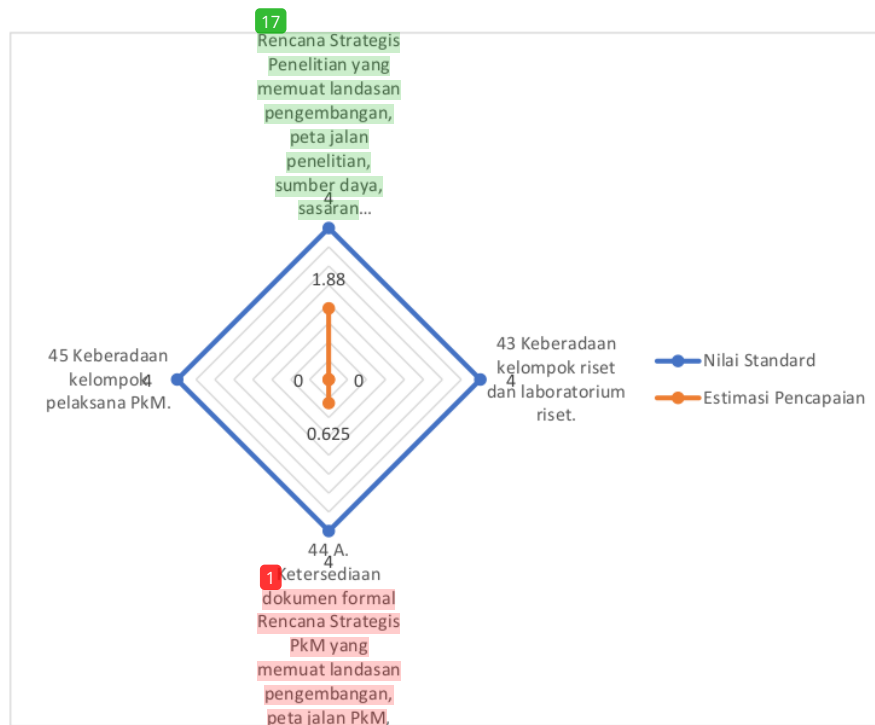 17
Rencana Strategis
Penelitian yang
memuat landasan
pengembangan,
peta jalan
penelitian,
sumber daya,
sasaran...
4
1.88
45 Keberadaan
kelompok
pelaksana PkM.
4
0
0
4
43 Keberadaan
kelompok riset
dan laboratorium
riset.
Nilai Standard
Estimasi Pencapaian
0.625
44 A.
4
1
Ketersediaan
dokumen formal
Rencana Strategis
PkM yang
memuat landasan
pengembangan,
peta jalan PkM,